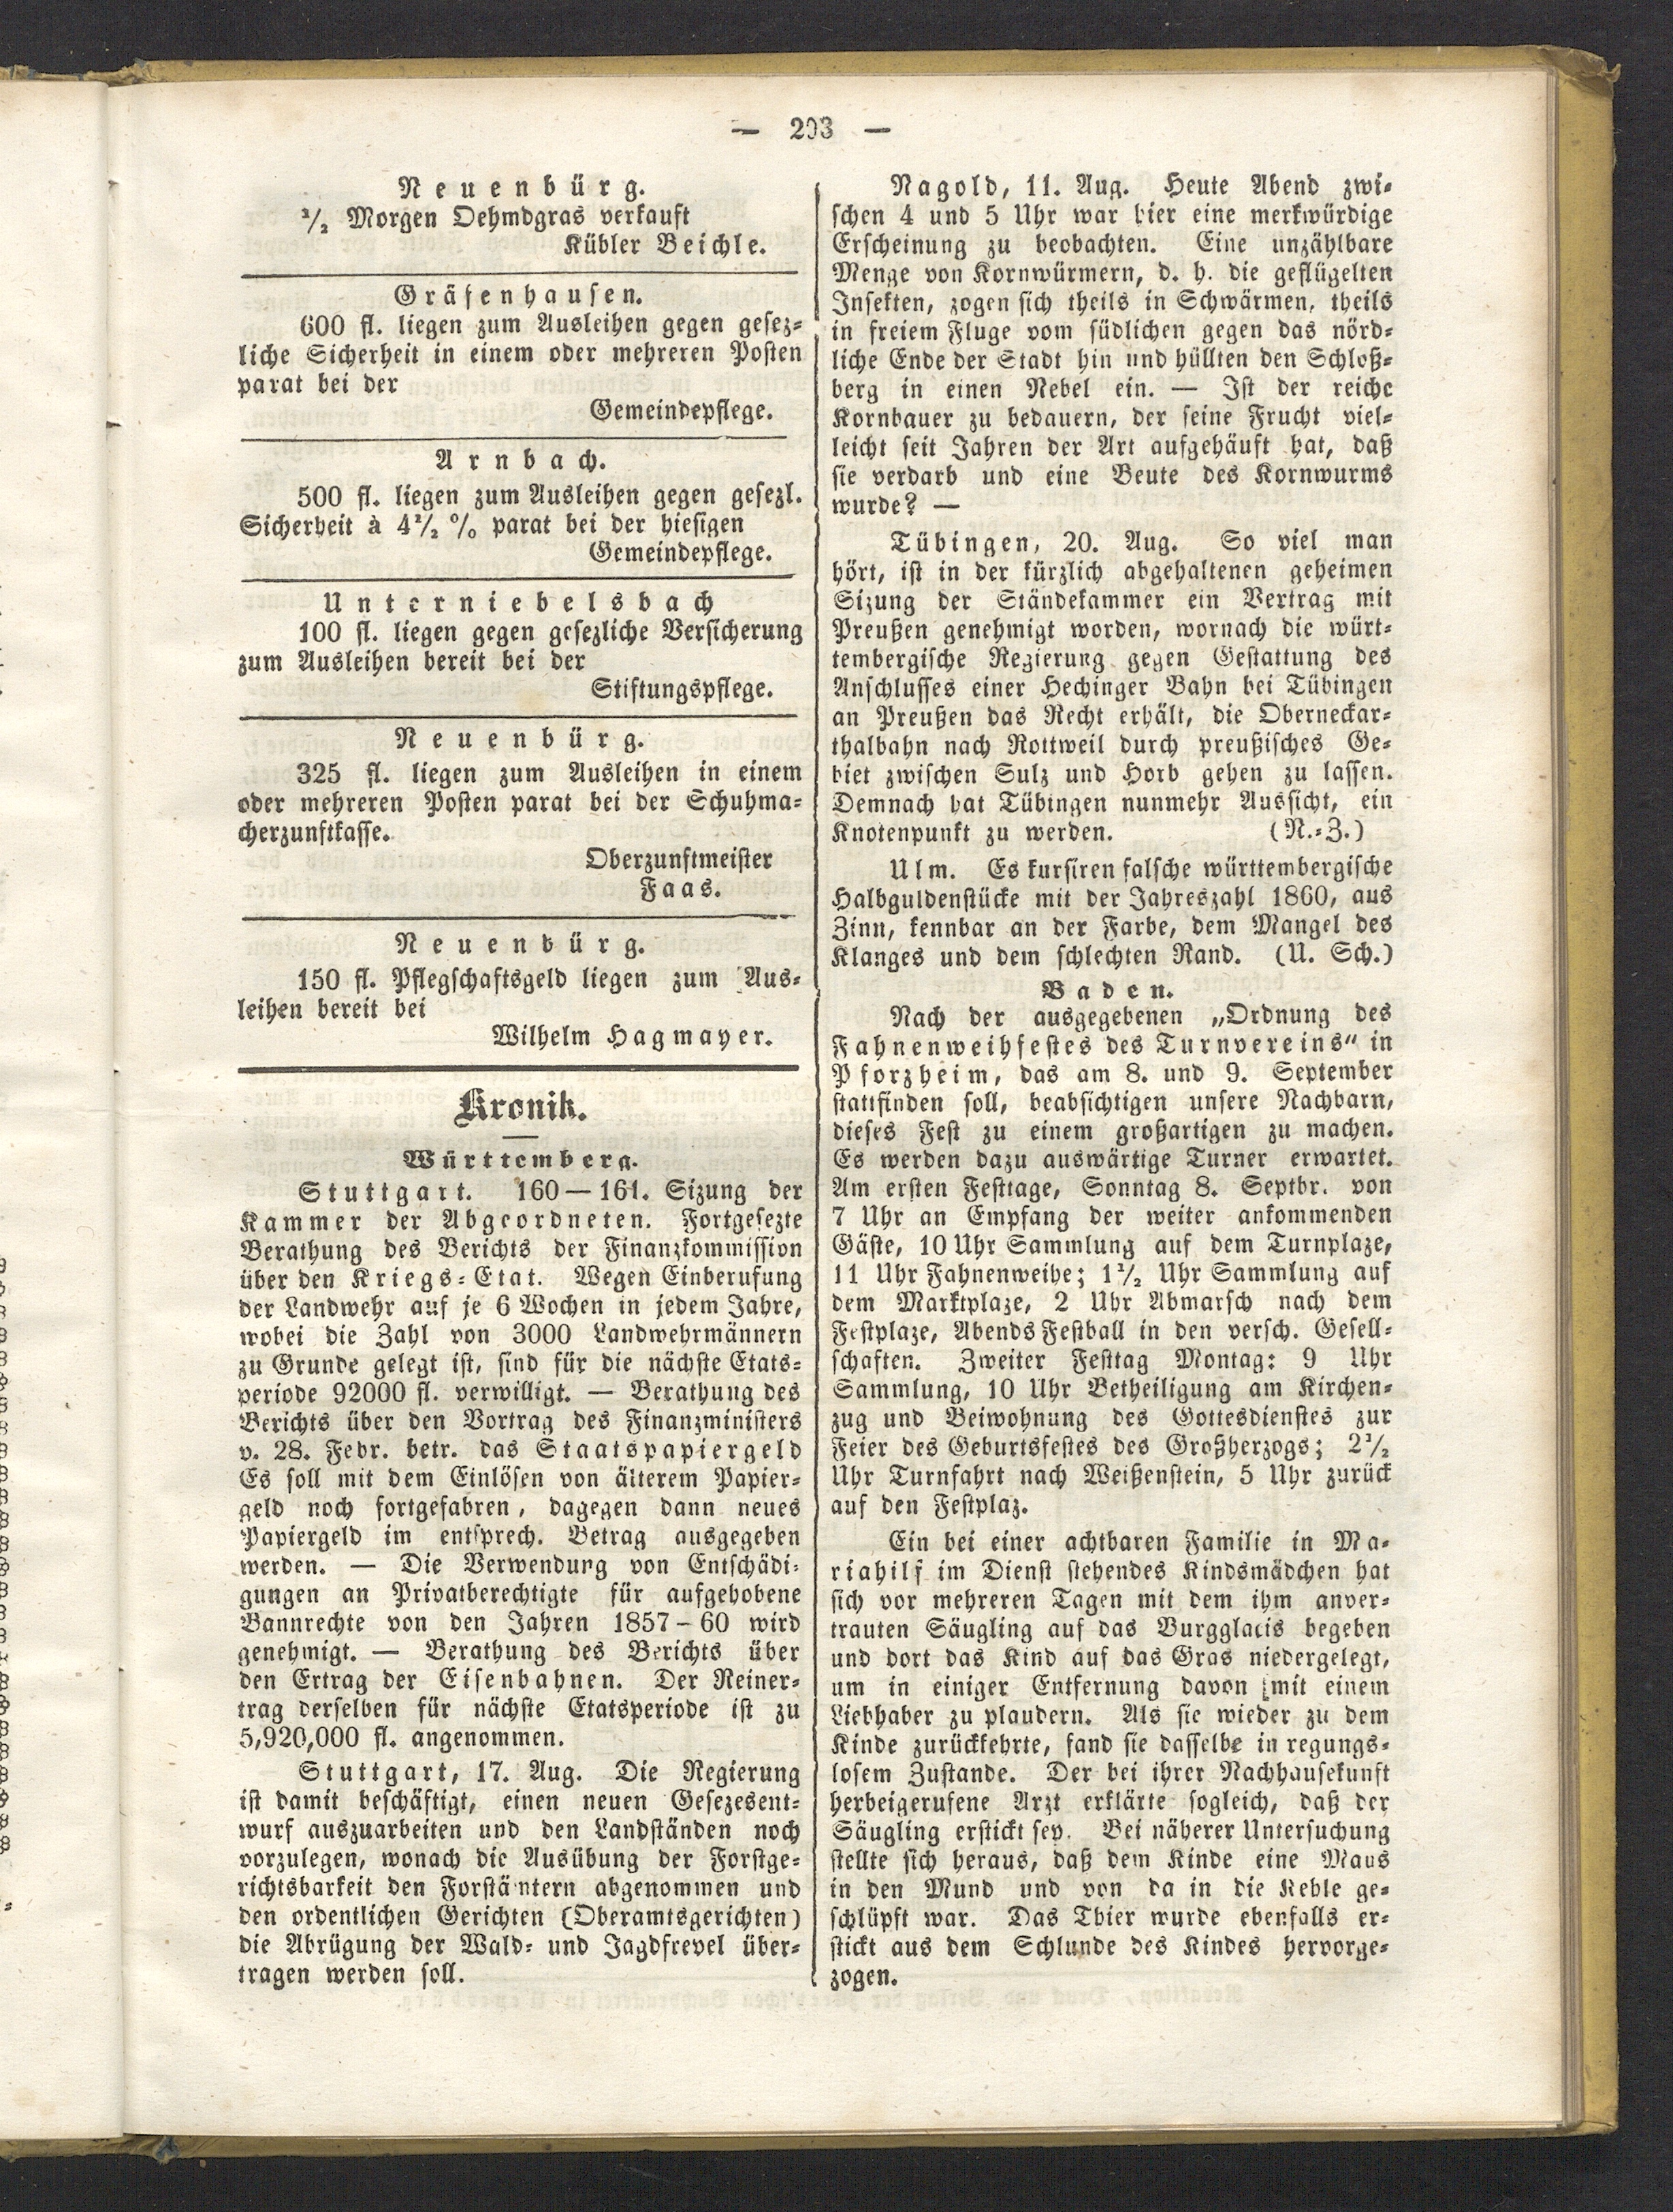 — 293 —
Neuenbürg.
½ Morgen Oehmdgras verkauft
Kübler Beichle.
Gräfenhausen.
600 fl. liegen zum Ausleihen gegen gesez-
liche Sicherheit in einem oder mehreren Posten
parat bei der
Gemeindepflege.
Arnbach.
500 fl. liegen zum Ausleihen gegen gesezl.
Sicherheit à 4½ % parat bei der hiesigen
Gemeindepflege.
Unterniebelsbach
100 fl. liegen gegen gesezliche Versicherung
zum Ausleihen bereit bei der
Stiftungspflege.
Neuenbürg.
325 fl. liegen zum Ausleihen in einem
oder mehreren Posten parat bei der Schuhma-
cherzunftkasse.
Oberzunftmeister
Faas.
Neuenbürg.
150 fl. Pflegschaftsgeld liegen zum Aus-
leihen bereit bei
Wilhelm Hagmayer.
Kronik.
Württemberg.
Stuttgart. 160—161. Sizung der
Kammer der Abgeordneten. Fortgesezte
Berathung des Berichts der Finanzkommission
über den Kriegs-Etat. Wegen Einberufung
der Landwehr auf je 6 Wochen in jedem Jahre,
wobei die Zahl von 3000 Landwehrmännern
zu Grunde gelegt ist, sind für die nächste Etats-
periode 92000 fl. verwilligt. — Berathung des
Berichts über den Vortrag des Finanzministers
v. 28. Febr. betr. das Staatspapiergeld
Es soll mit dem Einlösen von älterem Papier-
geld noch fortgefahren, dagegen dann neues
Papiergeld im entsprech. Betrag ausgegeben
werden. — Die Verwendung von Entschädi-
gungen an Privatberechtigte für aufgehobene
Bannrechte von den Jahren 1857–60 wird
genehmigt. — Berathung des Berichts über
den Ertrag der Eisenbahnen. Der Reiner-
trag derselben für nächste Etatsperiode ist zu
5,920,000 fl. angenommen.
Stuttgart, 17. Aug. Die Regierung
ist damit beschäftigt, einen neuen Gesezesent-
wurf auszuarbeiten und den Landständen noch
vorzulegen, wonach die Ausübung der Forstge-
richtsbarkeit den Forstämtern abgenommen und
den ordentlichen Gerichten (Oberamtsgerichten)
die Abrügung der Wald- und Jagdfrevel über-
tragen werden soll.
Nagold, 11. Aug. Heute Abend zwi-
schen 4 und 5 Uhr war hier eine merkwürdige
Erscheinung zu beobachten. Eine unzählbare
Menge von Kornwürmern, d. h. die geflügelten
Insekten, zogen sich theils in Schwärmen, theils
in freiem Fluge vom südlichen gegen das nörd-
liche Ende der Stadt hin und hüllten den Schloß-
berg in einen Nebel ein. — Ist der reiche
Kornbauer zu bedauern, der seine Frucht viel-
leicht seit Jahren der Art aufgehäuft hat, daß
sie verdarb und eine Beute des Kornwurms
wurde? —
Tübingen, 20. Aug. So viel man
hört, ist in der kürzlich abgehaltenen geheimen
Sizung der Ständekammer ein Vertrag mit
Preußen genehmigt worden, wornach die würt-
tembergische Regierung gegen Gestattung des
Anschlusses einer Hechinger Bahn bei Tübingen
an Preußen das Recht erhält, die Oberneckar-
thalbahn nach Rottweil durch preußisches Ge-
biet zwischen Sulz und Horb gehen zu lassen.
Demnach hat Tübingen nunmehr Aussicht, ein
Knotenpunkt zu werden. (N.-Z.)
Ulm. Es kursiren falsche württembergische
Halbguldenstücke mit der Jahreszahl 1860, aus
Zinn, kennbar an der Farbe, dem Mangel des
Klanges und dem schlechten Rand. (U. Sch.)
Baden.
Nach der ausgegebenen „Ordnung des
Fahnenweihfestes des Turnvereins“ in
Pforzheim, das am 8. und 9. September
stattfinden soll, beabsichtigen unsere Nachbarn,
dieses Fest zu einem großartigen zu machen.
Es werden dazu auswärtige Turner erwartet.
Am ersten Festtage, Sonntag 8. Septbr. von
7 Uhr an Empfang der weiter ankommenden
Gäste, 10 Uhr Sammlung auf dem Turnplaze,
11 Uhr Fahnenweihe; 1½ Uhr Sammlung auf
dem Marktplaze, 2 Uhr Abmarsch nach dem
Festplaze, Abends Festball in den versch. Gesell-
schaften. Zweiter Festtag Montag: 9 Uhr
Sammlung, 10 Uhr Betheiligung am Kirchen-
zug und Beiwohnung des Gottesdienstes zur
Feier des Geburtsfestes des Großherzogs; 2½
Uhr Turnfahrt nach Weißenstein, 5 Uhr zurück
auf den Festplaz.
Ein bei einer achtbaren Familie in Ma-
riahilf im Dienst stehendes Kindsmädchen hat
sich vor mehreren Tagen mit dem ihm anver-
trauten Säugling auf das Burgglacis begeben
und dort das Kind auf das Gras niedergelegt,
um in einiger Entfernung davon mit einem
Liebhaber zu plaudern. Als sie wieder zu dem
Kinde zurückkehrte, fand sie dasselbe in regungs-
losem Zustande. Der bei ihrer Nachhausekunft
herbeigerufene Arzt erklärte sogleich, daß der
Säugling erstickt sey. Bei näherer Untersuchung
stellte sich heraus, daß dem Kinde eine Maus
in den Mund und von da in die Kehle ge-
schlüpft war. Das Thier wurde ebenfalls er-
stickt aus dem Schlunde des Kindes hervorge-
zogen.